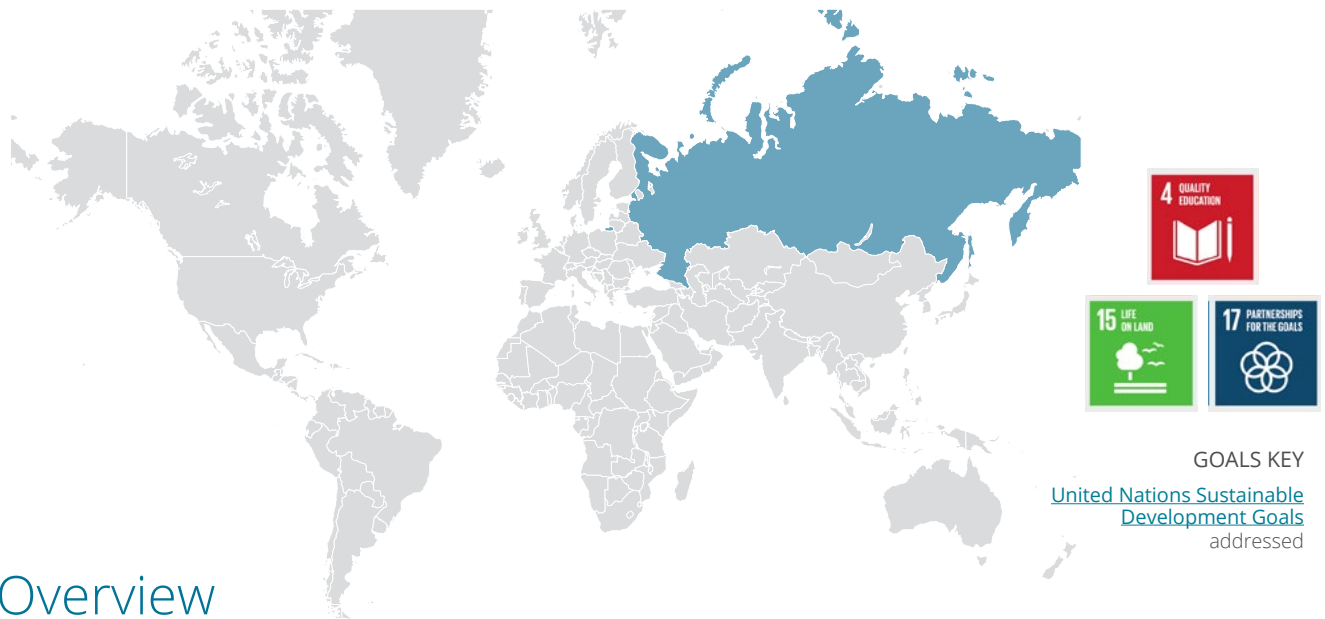 4 QUALITY
EDUCATION
15 LIFE
ON LAND
17 PARTNERSHIPS
FOR THE GOALS
GOALS KEY
United Nations Sustainable
Development Goals
addressed
Overview